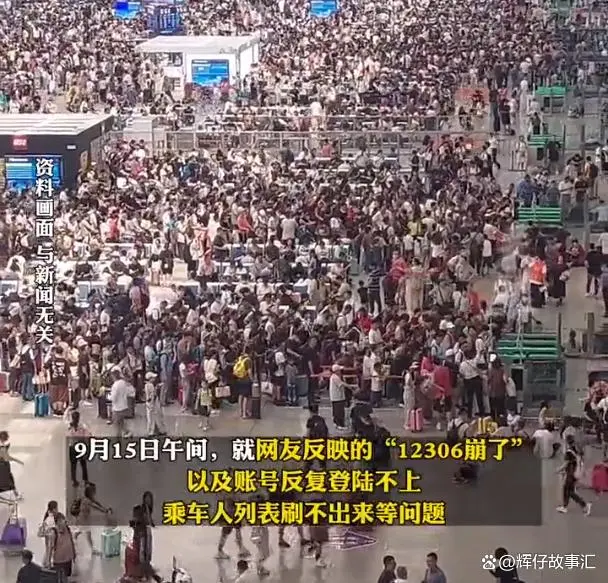 资料画面 与新闻无关
9月15日午间，就网友反映的“12306崩了”
以及账号反复登陆不上
乘车人列表刷不出来等问题
@辉仔故事汇